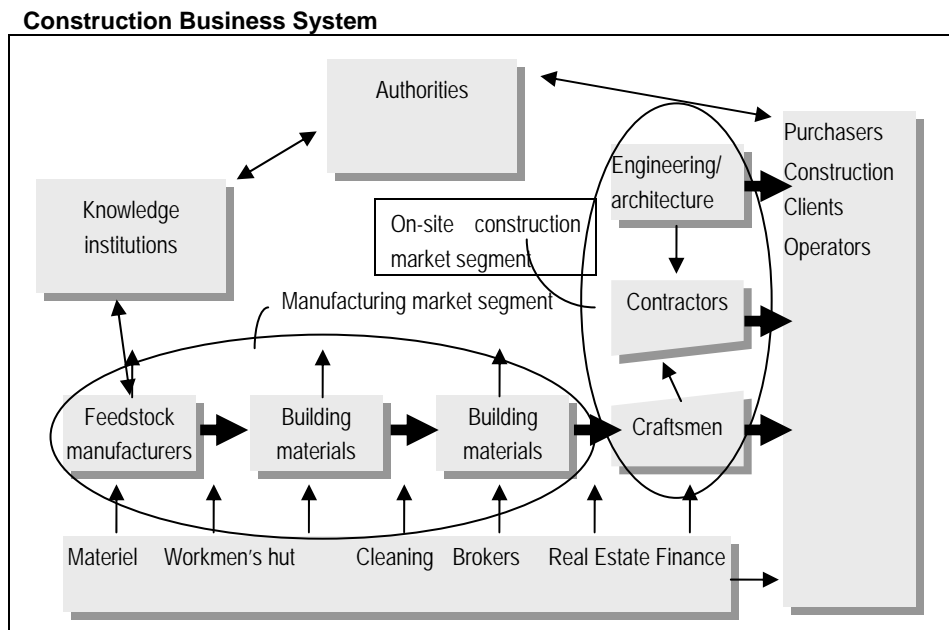 Construction Business System
Authorities
Purchasers
Construction
Clients
Operators
Engineering/
architecture
Knowledge
institutions
On-site construction
market segment
Manufacturing market segment
Contractors
Feedstock
manufacturers
Building
materials
Building
materials
Craftsmen
Materiel Workmen's hut Cleaning Brokers Real Estate Finance